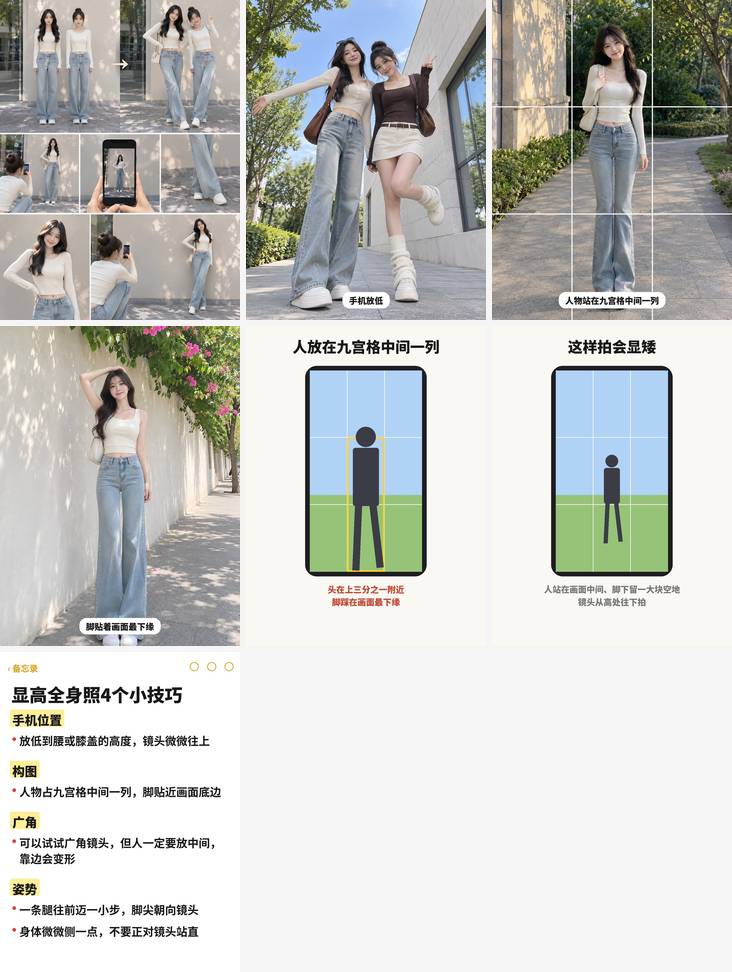 手机放低
人物站在九宫格中间一列
脚贴着画面最下缘
人放在九宫格中间一列
头在上三分之一附近
脚踩在画面最下缘
这样拍会显矮
人站在画面中间、脚下留一大块空地
镜头从高处往下拍
‹ 备忘录
显高全身照4个小技巧
手机位置
• 放低到腰或膝盖的高度，镜头微微往上
构图
• 人物占九宫格中间一列，脚贴近画面底边
广角
• 可以试试广角镜头，但人一定要放中间，
靠边会变形
姿势
• 一条腿往前迈一小步，脚尖朝向镜头
• 身体微微侧一点，不要正对镜头站直